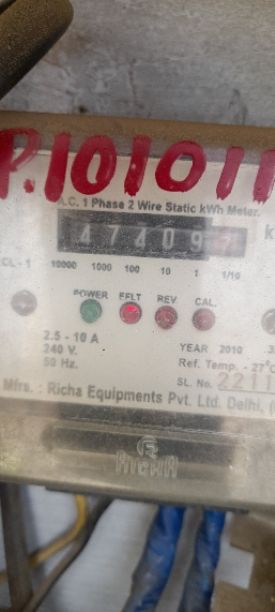 P.101011
A.C. 1 Phase 2 Wire Static kWh Meter.
47409
CL - 1 10000 1000 100 10 1 1/10
POWER EFLT REV. CAL.
2.5 - 10 A YEAR 2010
240 V. Ref. Temp. - 27°C
50 Hz. SL. No. 2211
Mfrs. : Richa Equipments Pvt. Ltd. Delhi,
RICHA